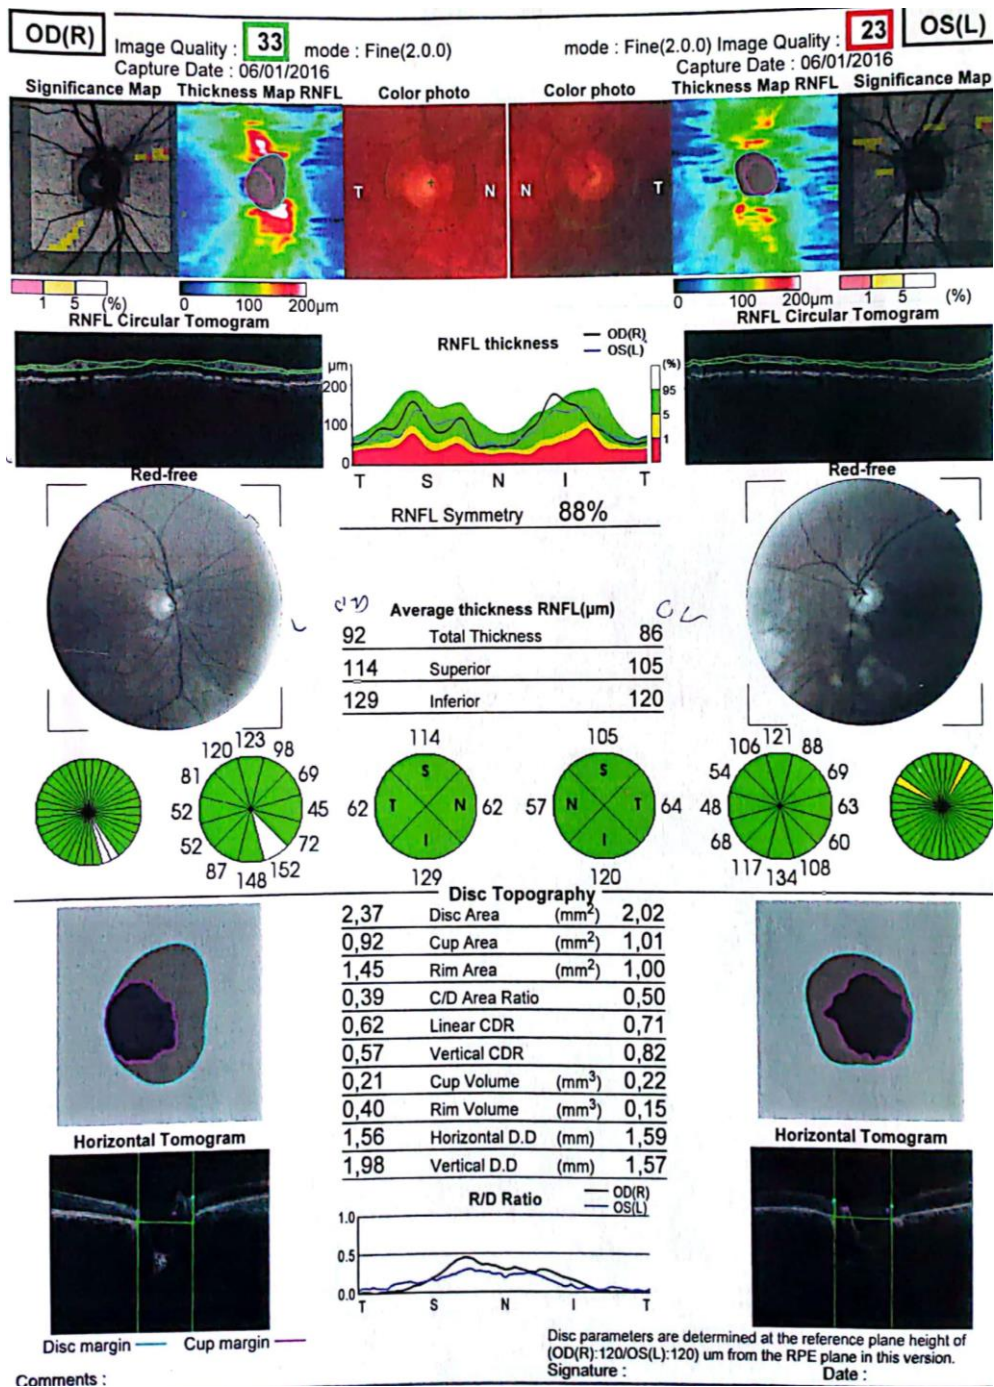 OD(R) Image Quality : 33 mode : Fine(2.0.0) mode : Fine(2.0.0) Image Quality : 23 OS(L)
Capture Date : 06/01/2016 Capture Date : 06/01/2016
Significance Map Thickness Map RNFL Color photo Color photo Thickness Map RNFL Significance Map
T N N T
1 5 (%) 0 100 200µm 0 100 200µm 1 5 (%)
RNFL Circular Tomogram RNFL Circular Tomogram
RNFL thickness OD(R) OS(L)
µm (%)
200 95
100 5
0 1
T S N I T
Red-free Red-free
RNFL Symmetry 88%
Average thickness RNFL(µm)
92 Total Thickness 86
114 Superior 105
129 Inferior 120
120 123 98 114 105 106 121 88
81 69 S S 54 69
52 45 62 T N 62 57 N T 64 48 63
52 72 I I 68 60
87 148 152 129 120 117 134 108
Disc Topography
2,37 Disc Area (mm²) 2,02
0,92 Cup Area (mm²) 1,01
1,45 Rim Area (mm²) 1,00
0,39 C/D Area Ratio 0,50
0,62 Linear CDR 0,71
0,57 Vertical CDR 0,82
0,21 Cup Volume (mm³) 0,22
0,40 Rim Volume (mm³) 0,15
1,56 Horizontal D.D (mm) 1,59
1,98 Vertical D.D (mm) 1,57
Horizontal Tomogram Horizontal Tomogram
R/D Ratio OD(R) OS(L)
1.0
0.5
0.0
T S N I T
Disc margin Cup margin
Disc parameters are determined at the reference plane height of
(OD(R):120/OS(L):120) um from the RPE plane in this version.
Comments : Signature : Date :